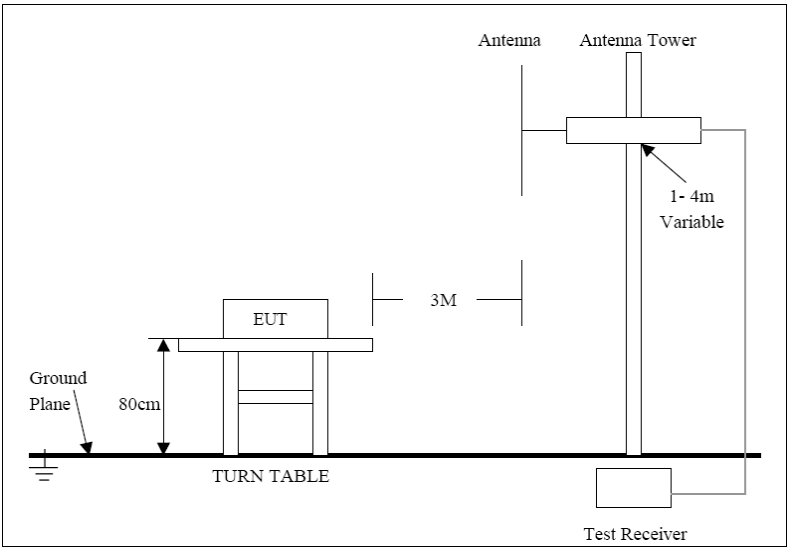 Antenna
Antenna Tower
1- 4m
Variable
3M
EUT
Ground
Plane
80cm
TURN TABLE
Test Receiver